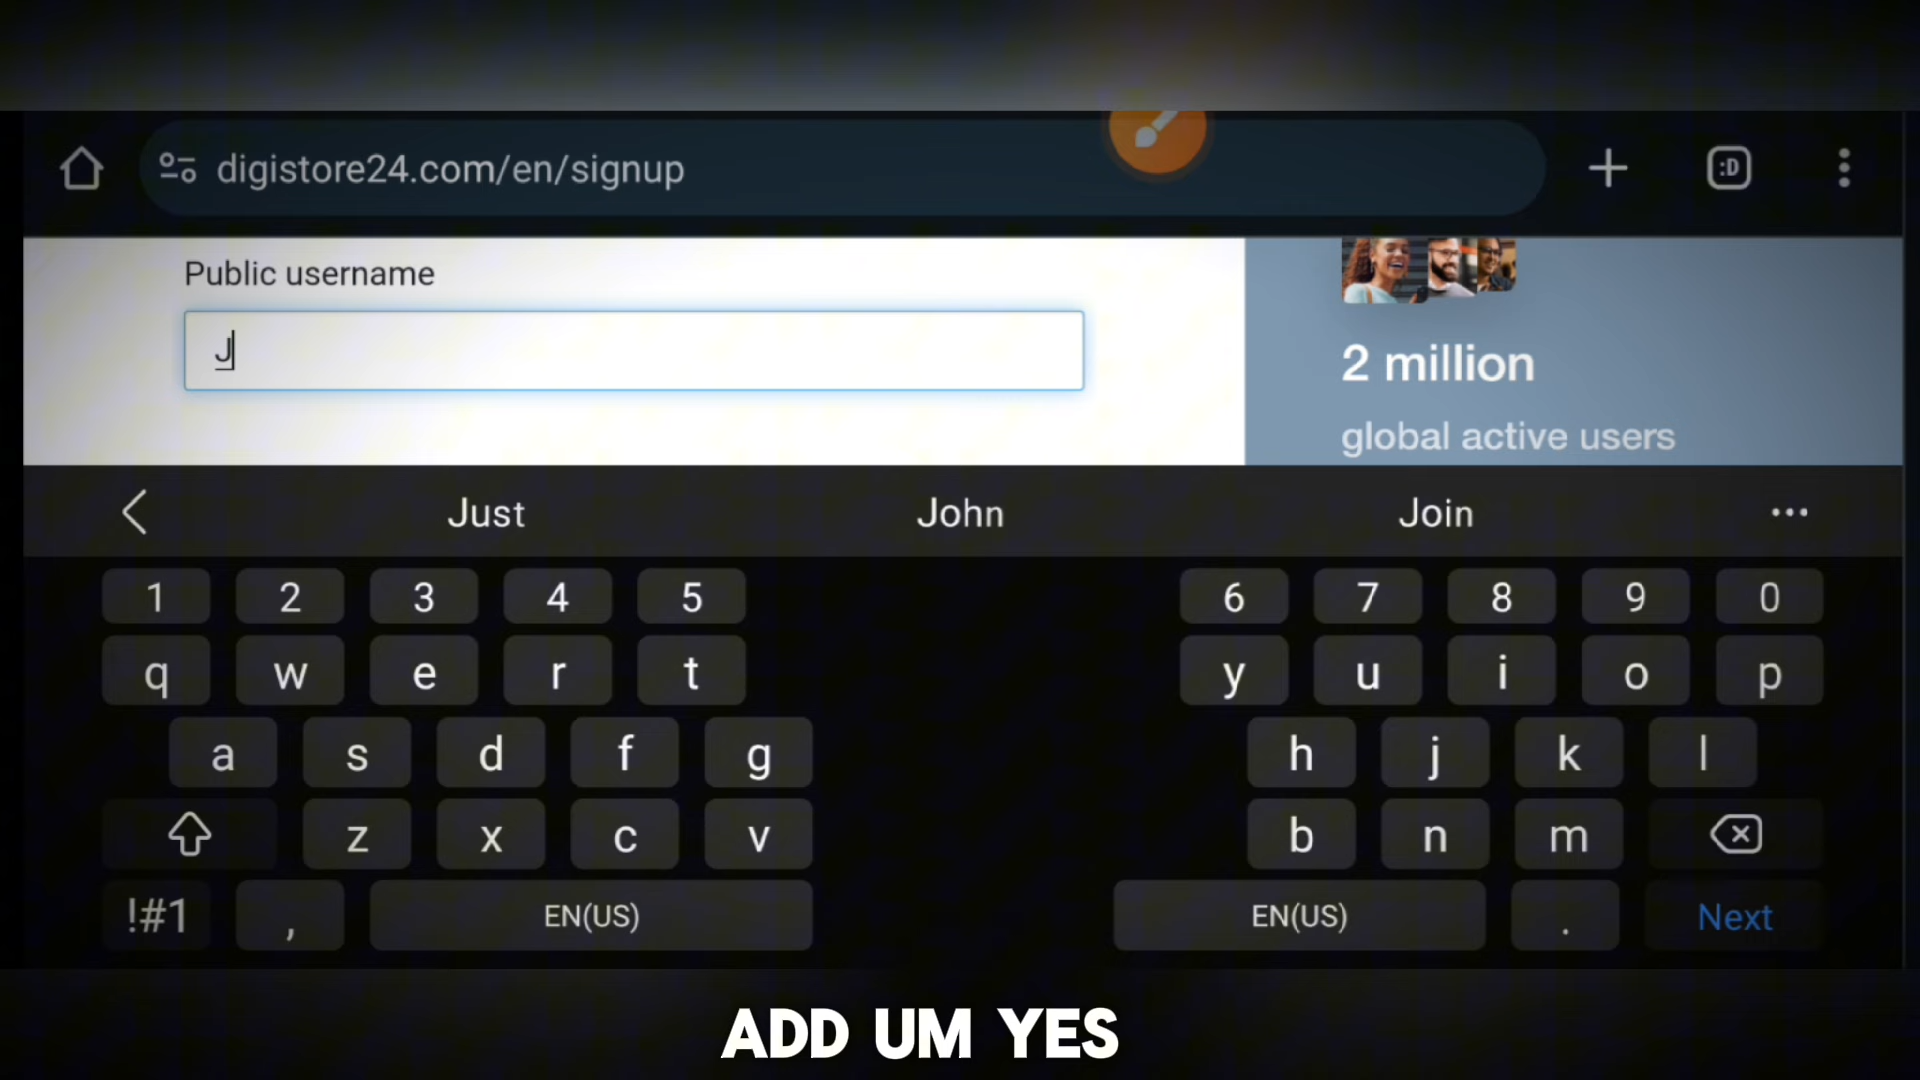 digistore24.com/en/signup
:D
Public username
J
2 million
global active users
Just John Join
1 2 3 4 5 6 7 8 9 0
q w e r t y u i o p
a s d f g h j k l
z x c v b n m
!#1 , EN(US) EN(US) . Next
ADD UM YES